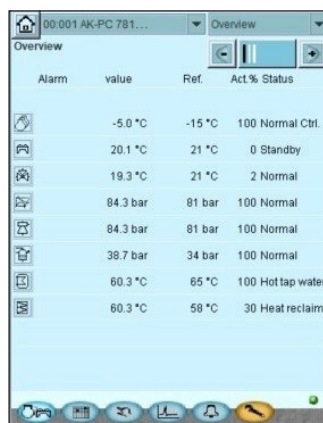 00:001 AK-PC 781... Overview
Overview
Alarm value Ref. Act.% Status
-5.0 °C -15 °C 100 Normal Ctrl.
20.1 °C 21 °C 0 Standby
19.3 °C 21 °C 2 Normal
84.3 bar 81 bar 100 Normal
84.3 bar 81 bar 100 Normal
38.7 bar 34 bar 100 Normal
60.3 °C 65 °C 100 Hot tap wate
60.3 °C 58 °C 30 Heat reclaim